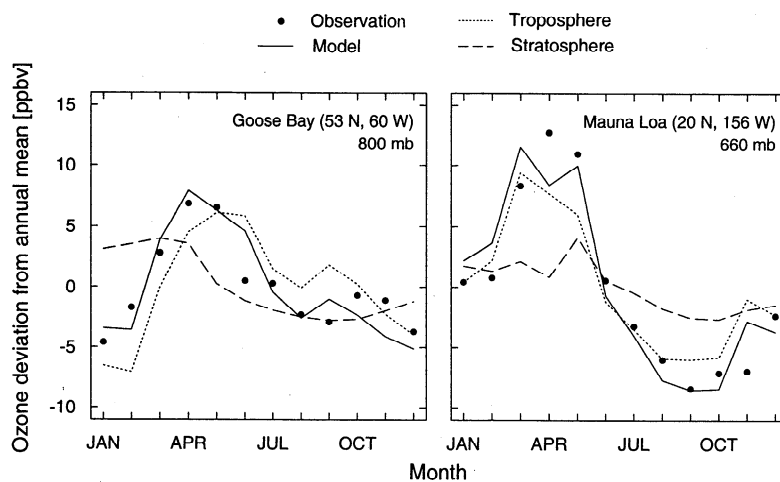 Observation
Model
Troposphere
Stratosphere
Ozone deviation from annual mean [ppbv]
15
10
5
0
-5
-10
Goose Bay (53 N, 60 W)
800 mb
JAN APR JUL OCT
Mauna Loa (20 N, 156 W)
660 mb
JAN APR JUL OCT
Month